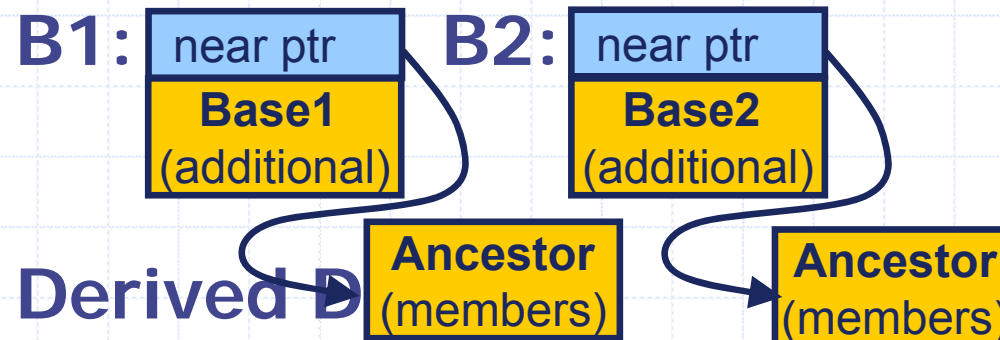 B1:
near ptr
Base1
(additional)
B2:
near ptr
Base2
(additional)
Derived D
Ancestor
(members)
Ancestor
(members)